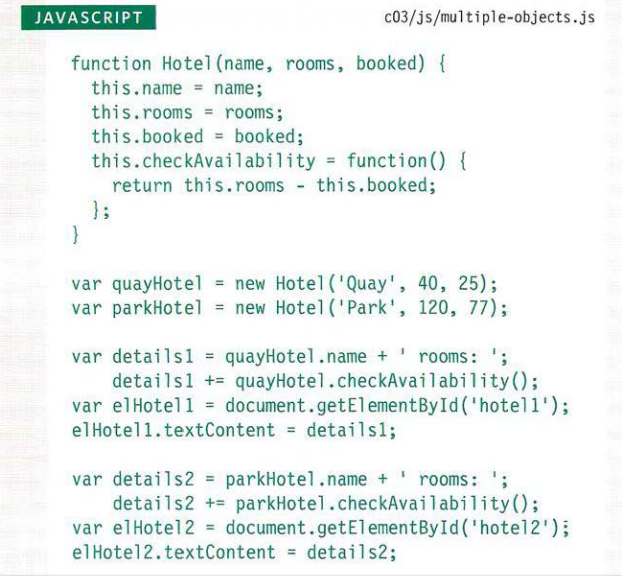 JAVASCRIPT c03/js/multiple-objects.js
function Hotel(name, rooms, booked) {
  this.name = name;
  this.rooms = rooms;
  this.booked = booked;
  this.checkAvailability = function() {
    return this.rooms - this.booked;
  };
}
var quayHotel = new Hotel('Quay', 40, 25);
var parkHotel = new Hotel('Park', 120, 77);
var details1 = quayHotel.name + ' rooms: ';
    details1 += quayHotel.checkAvailability();
var elHotel1 = document.getElementById('hotel1');
elHotel1.textContent = details1;
var details2 = parkHotel.name + ' rooms: ';
    details2 += parkHotel.checkAvailability();
var elHotel2 = document.getElementById('hotel2');
elHotel2.textContent = details2;